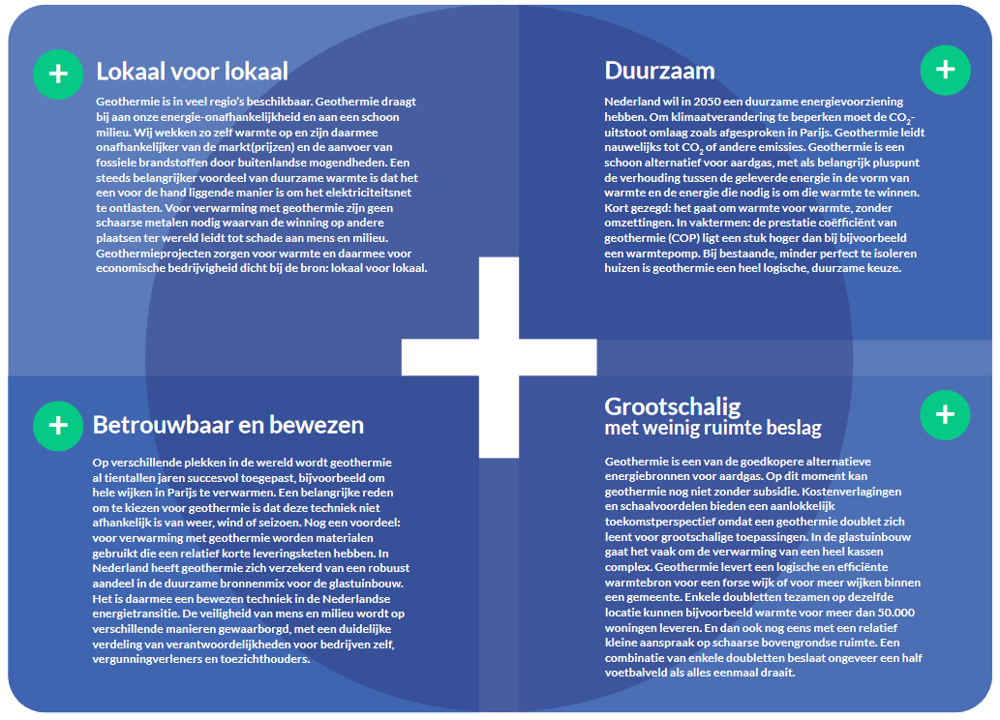 Lokaal voor lokaal
Geothermie is in veel regio’s beschikbaar. Geothermie draagt
bij aan onze energie-onafhankelijkheid en aan een schoon
milieu. Wij wekken zo zelf warmte op en zijn daarmee
onafhankelijker van de markt(prijzen) en de aanvoer van
fossiele brandstoffen door buitenlandse mogendheden. Een
steeds belangrijker voordeel van duurzame warmte is dat het
een voor de hand liggende manier is om het elektriciteitsnet
te ontlasten. Voor verwarming met geothermie zijn geen
schaarse metalen nodig waarvan de winning op andere
plaatsen ter wereld leidt tot schade aan mens en milieu.
Geothermieprojecten zorgen voor warmte en daarmee voor
economische bedrijvigheid dicht bij de bron: lokaal voor lokaal.
Duurzaam
Nederland wil in 2050 een duurzame energievoorziening
hebben. Om klimaatverandering te beperken moet de CO₂-
uitstoot omlaag zoals afgesproken in Parijs. Geothermie leidt
nauwelijks tot CO₂ of andere emissies. Geothermie is een
schoon alternatief voor aardgas, met als belangrijk pluspunt
de verhouding tussen de geleverde energie in de vorm van
warmte en de energie die nodig is om die warmte te winnen.
Kort gezegd: het gaat om warmte voor warmte, zonder
omzettingen. In vaktermen: de prestatie coëfficiënt van
geothermie (COP) ligt een stuk hoger dan bij bijvoorbeeld
een warmtepomp. Bij bestaande, minder perfect te isoleren
huizen is geothermie een heel logische, duurzame keuze.
Betrouwbaar en bewezen
Op verschillende plekken in de wereld wordt geothermie
al tientallen jaren succesvol toegepast, bijvoorbeeld om
hele wijken in Parijs te verwarmen. Een belangrijke reden
om te kiezen voor geothermie is dat deze techniek niet
afhankelijk is van weer, wind of seizoen. Nog een voordeel:
voor verwarming met geothermie worden materialen
gebruikt die een relatief korte leveringsketen hebben. In
Nederland heeft geothermie zich verzekerd van een robuust
aandeel in de duurzame bronnenmix voor de glastuinbouw.
Het is daarmee een bewezen techniek in de Nederlandse
energietransitie. De veiligheid van mens en milieu wordt op
verschillende manieren gewaarborgd, met een duidelijke
verdeling van verantwoordelijkheden voor bedrijven zelf,
vergunningverleners en toezichthouders.
Grootschalig
met weinig ruimte beslag
Geothermie is een van de goedkopere alternatieve
energiebronnen voor aardgas. Op dit moment kan
geothermie nog niet zonder subsidie. Kostenverlagingen
en schaalvoordelen bieden een aanlokkelijk
toekomstperspectief omdat een geothermie doublet zich
leent voor grootschalige toepassingen. In de glastuinbouw
gaat het vaak om de verwarming van een heel kassen
complex. Geothermie levert een logische en efficiënte
warmtebron voor een forse wijk of voor meer wijken binnen
een gemeente. Enkele doubletten tezamen op dezelfde
locatie kunnen bijvoorbeeld warmte voor meer dan 50.000
woningen leveren. En dan ook nog eens met een relatief
kleine aanspraak op schaarse bovengrondse ruimte. Een
combinatie van enkele doubletten beslaat ongeveer een half
voetbalveld als alles eenmaal draait.